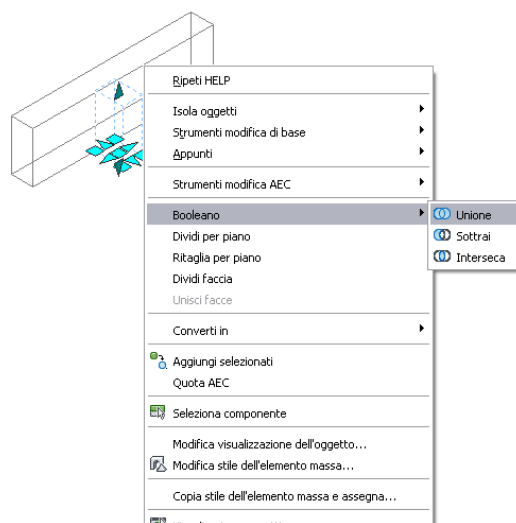 Ripeti HELP
Isola oggetti
Strumenti modifica di base
Appunti
Strumenti modifica AEC
Booleano
Unione
Dividi per piano
Sottrai
Ritaglia per piano
Interseca
Dividi faccia
Unisci facce
Converti in
Aggiungi selezionati
Quota AEC
Seleziona componente
Modifica visualizzazione dell'oggetto...
Modifica stile dell'elemento massa...
Copia stile dell'elemento massa e assegna...